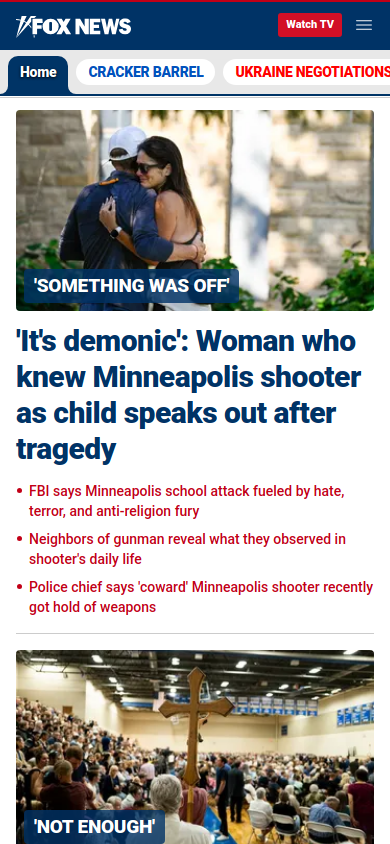 FOX NEWS
Watch TV
Home
CRACKER BARREL
UKRAINE NEGOTIATIONS
'SOMETHING WAS OFF'
'It's demonic': Woman who
knew Minneapolis shooter
as child speaks out after
tragedy
• FBI says Minneapolis school attack fueled by hate,
terror, and anti-religion fury
• Neighbors of gunman reveal what they observed in
shooter's daily life
• Police chief says 'coward' Minneapolis shooter recently
got hold of weapons
'NOT ENOUGH'